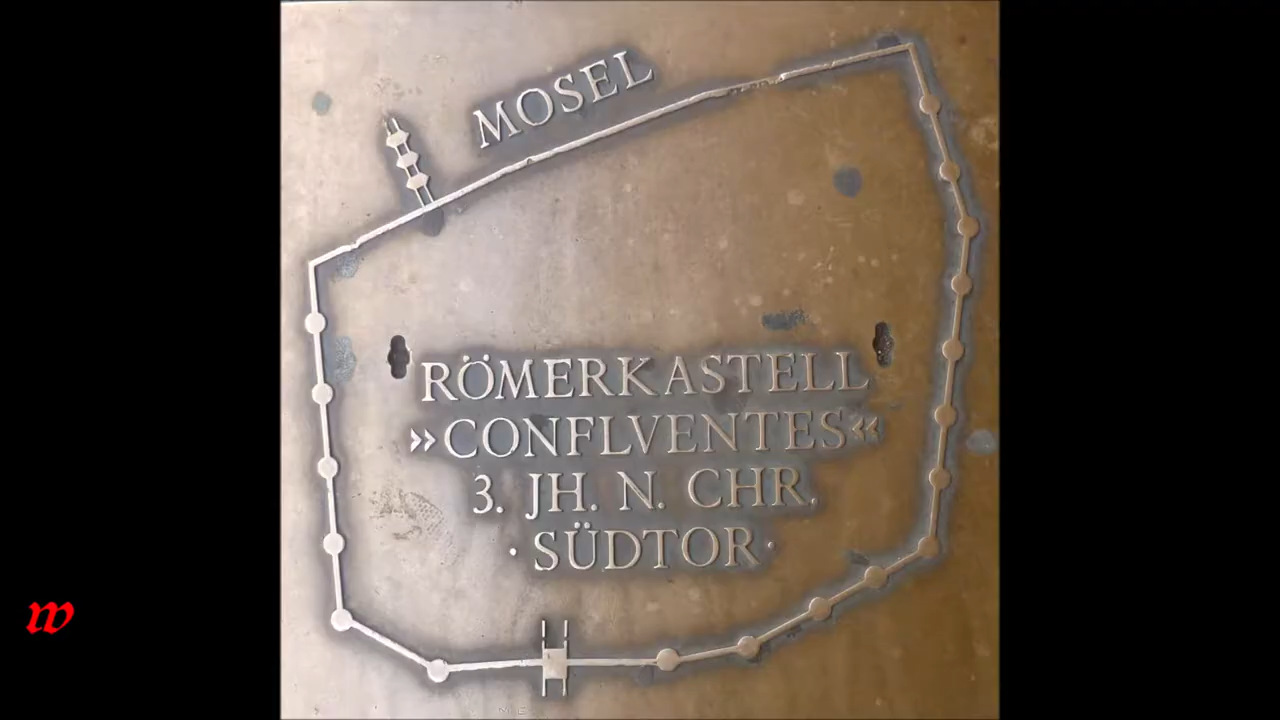 MOSEL
RÖMERKASTELL
»CONFLVENTES«
3. JH. N. CHR.
· SÜDTOR ·
w